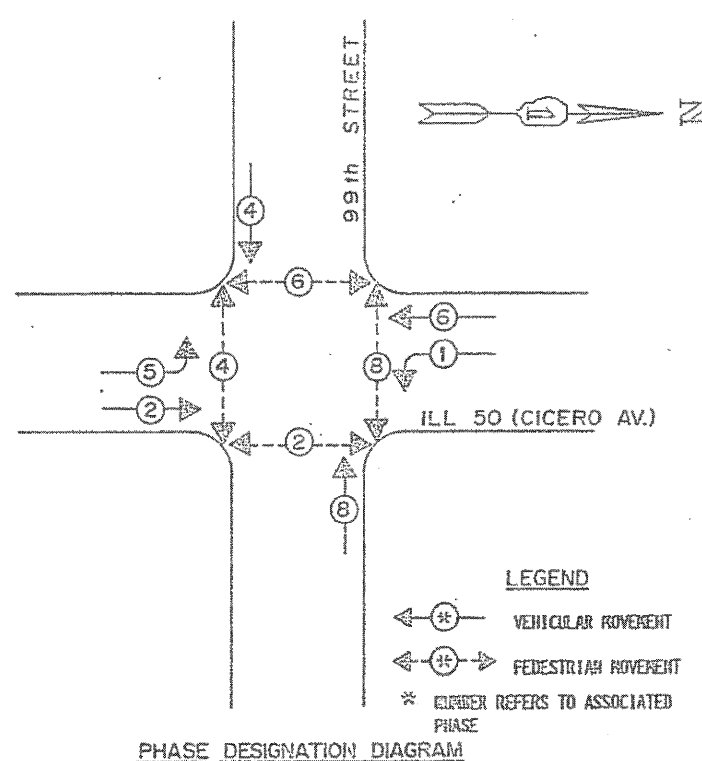 99th STREET
N
4
6
4
8
6
1
5
2
ILL 50 (CICERO AV.)
2
8
LEGEND
* VEHICULAR MOVEMENT
* PEDESTRIAN MOVEMENT
* NUMBER REFERS TO ASSOCIATED
PHASE
PHASE DESIGNATION DIAGRAM